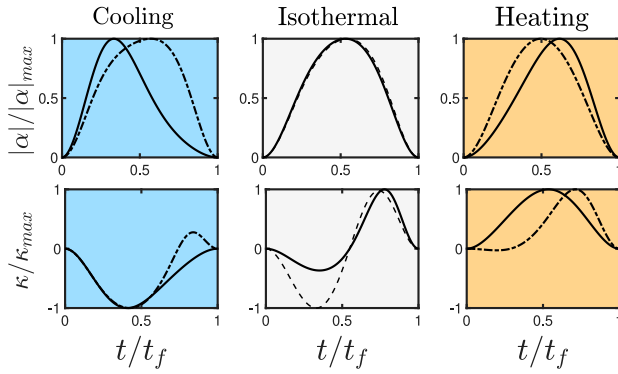 Cooling Isothermal Heating
|α|/|α|max
1 1 1
0.5 0.5 0.5
0 0 0
0 0.5 1 0 0.5 1 0 0.5 1
κ/κmax
1 1 1
0 0 0
-1 -1 -1
0 0.5 1 0 0.5 1 0 0.5 1
t/tf t/tf t/tf